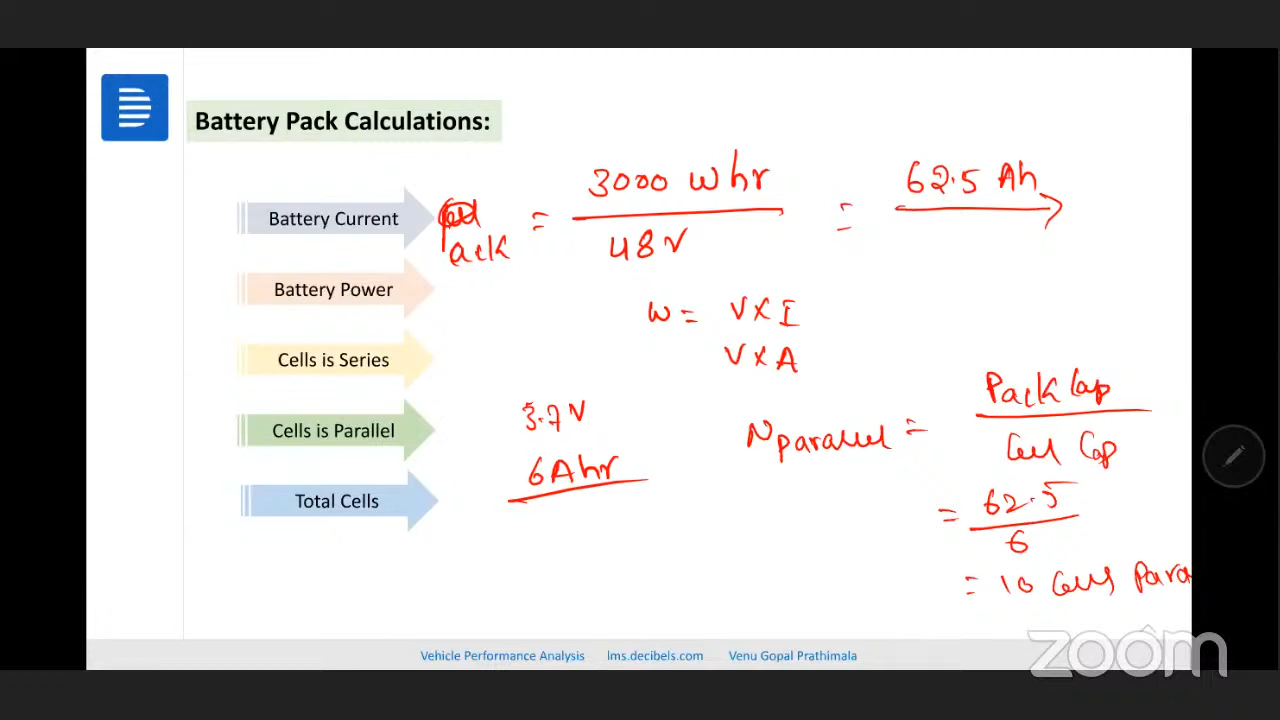 Battery Pack Calculations:
Battery Current
Pack = 3000 Whr / 48 V = 62.5 Ah
Battery Power
W = V X I
V X A
Cells is Series
3.7 V
Cells is Parallel
6 A hr
N parallel = Pack Cap / Cell Cap
= 62.5 / 6
= 10 Cells Para
Total Cells
Vehicle Performance Analysis lms.decibels.com Venu Gopal Prathimala
zoom